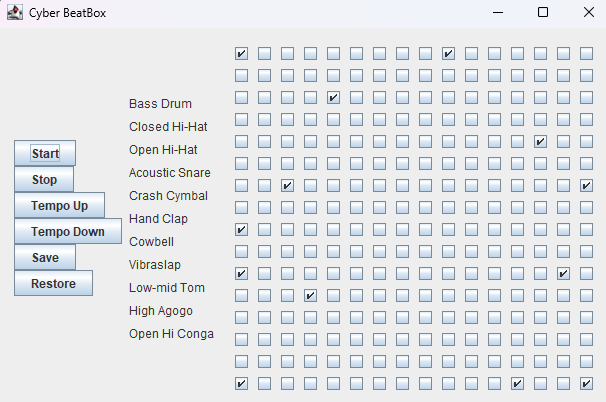 Cyber BeatBox
Bass Drum
Closed Hi-Hat
Open Hi-Hat
Acoustic Snare
Crash Cymbal
Hand Clap
Cowbell
Vibraslap
Low-mid Tom
High Agogo
Open Hi Conga
Start
Stop
Tempo Up
Tempo Down
Save
Restore